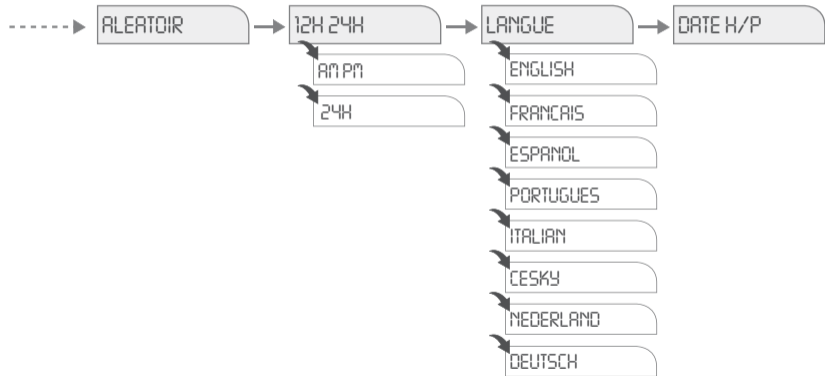 ALEATOIR
12H 24H
AM PM
24H
LANGUE
ENGLISH
FRANCAIS
ESPANOL
PORTUGUES
ITALIAN
CESKY
NEDERLAND
DEUTSCH
DATE H/P